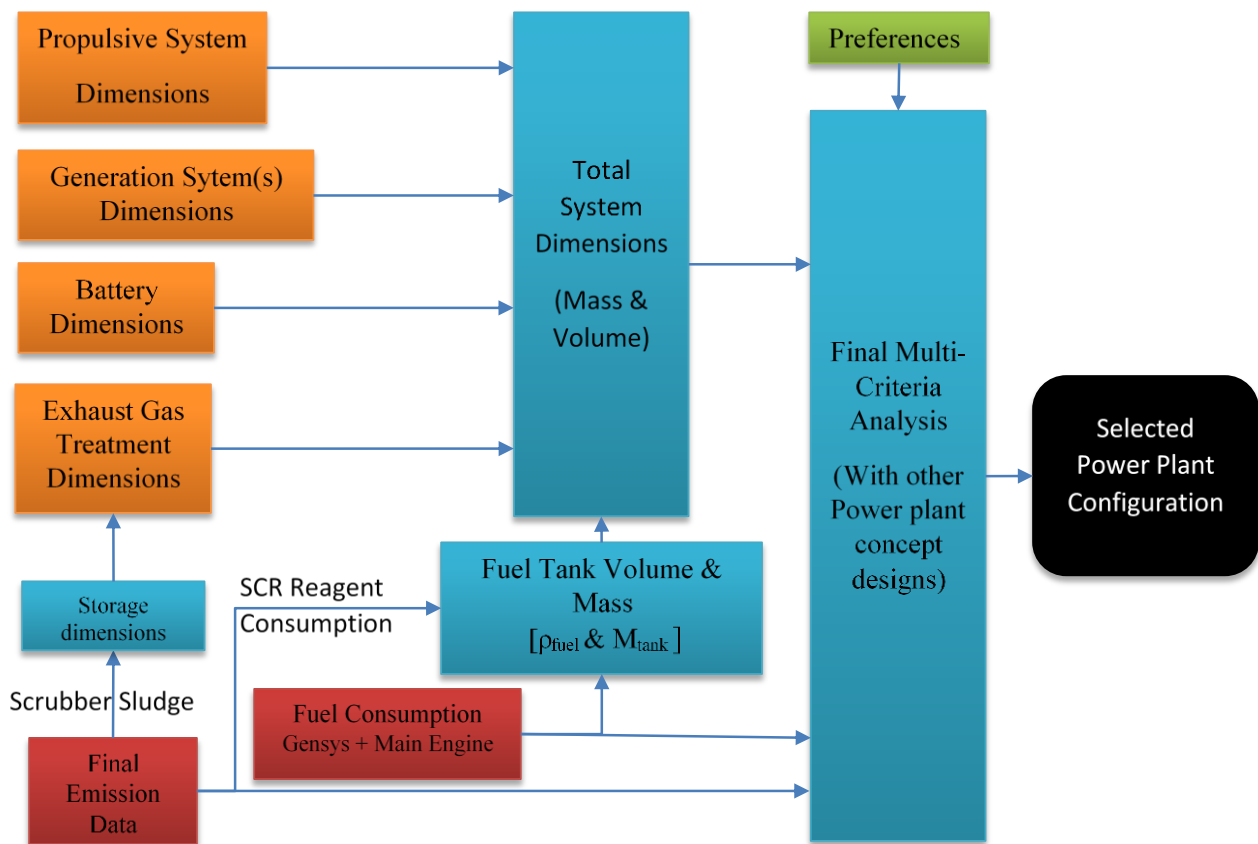 Propulsive System
Dimensions
Generation Sytem(s)
Dimensions
Battery
Dimensions
Exhaust Gas
Treatment
Dimensions
Storage
dimensions
Scrubber Sludge
Final
Emission
Data
SCR Reagent
Consumption
Fuel Consumption
Gensys + Main Engine
Fuel Tank Volume &
Mass
[ρfuel & Mtank ]
Total
System
Dimensions
(Mass &
Volume)
Preferences
Final Multi-
Criteria
Analysis
(With other
Power plant
concept
designs)
Selected
Power Plant
Configuration